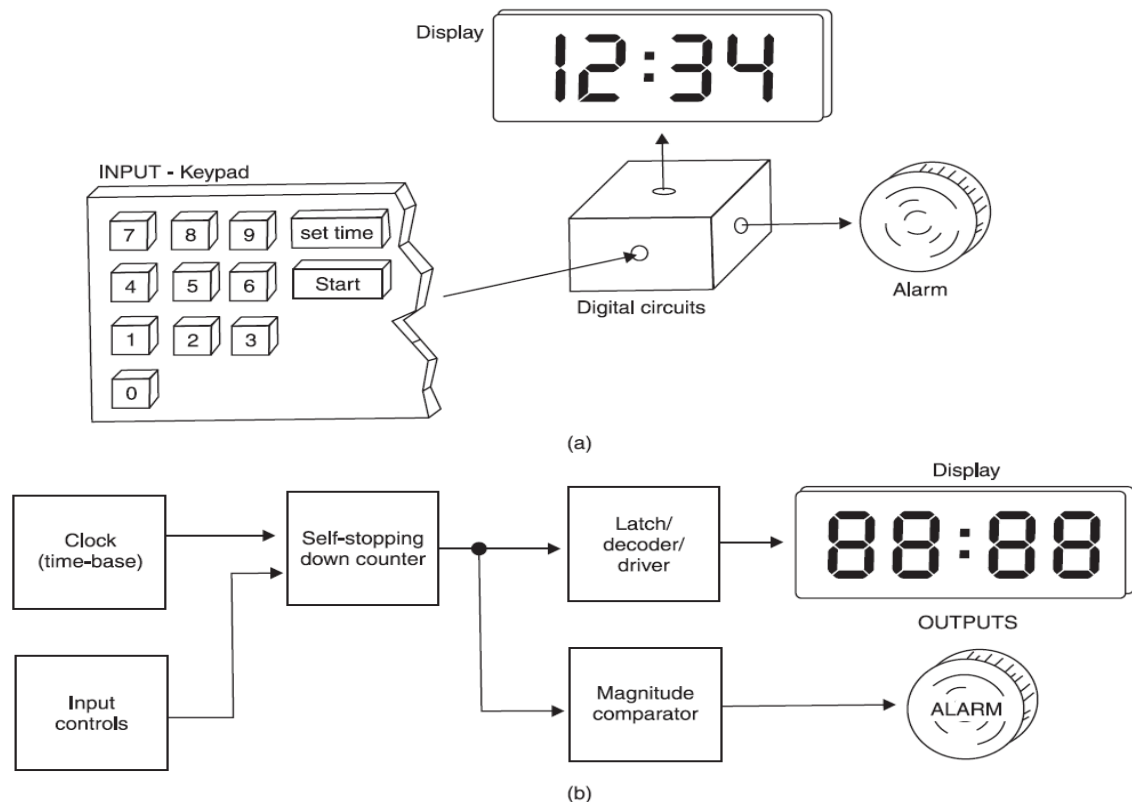 Display
12:34
INPUT - Keypad
7 8 9 set time
4 5 6 Start
1 2 3
0
Digital circuits
Alarm
(a)
Display
Clock
(time-base)
Self-stopping
down counter
Latch/
decoder/
driver
88:88
OUTPUTS
Input
controls
Magnitude
comparator
ALARM
(b)